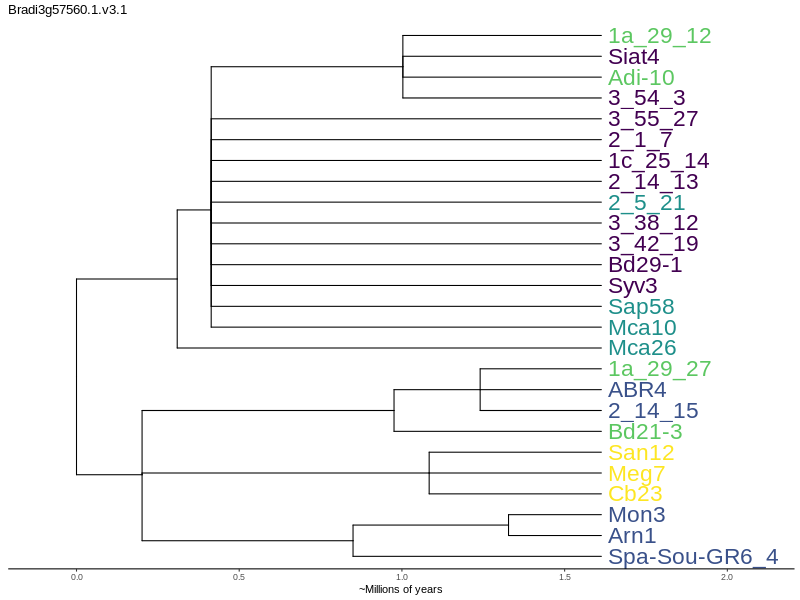 Bradi3g57560.1.v3.1
1a_29_12
Siat4
Adi-10
3_54_3
3_55_27
2_1_7
1c_25_14
2_14_13
2_5_21
3_38_12
3_42_19
Bd29-1
Syv3
Sap58
Mca10
Mca26
1a_29_27
ABR4
2_14_15
Bd21-3
San12
Meg7
Cb23
Mon3
Arn1
Spa-Sou-GR6_4
0.0 0.5 1.0 1.5 2.0
~Millions of years